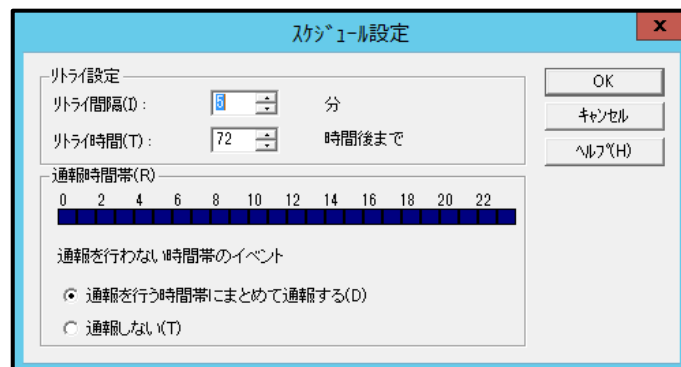 スケジュール設定
x
リトライ設定
リトライ間隔(I): 5 分
リトライ時間(T): 72 時間後まで
OK
キャンセル
ヘルプ(H)
通報時間帯(R)
0 2 4 6 8 10 12 14 16 18 20 22
通報を行わない時間帯のイベント
通報を行う時間帯にまとめて通報する(D)
通報しない(T)